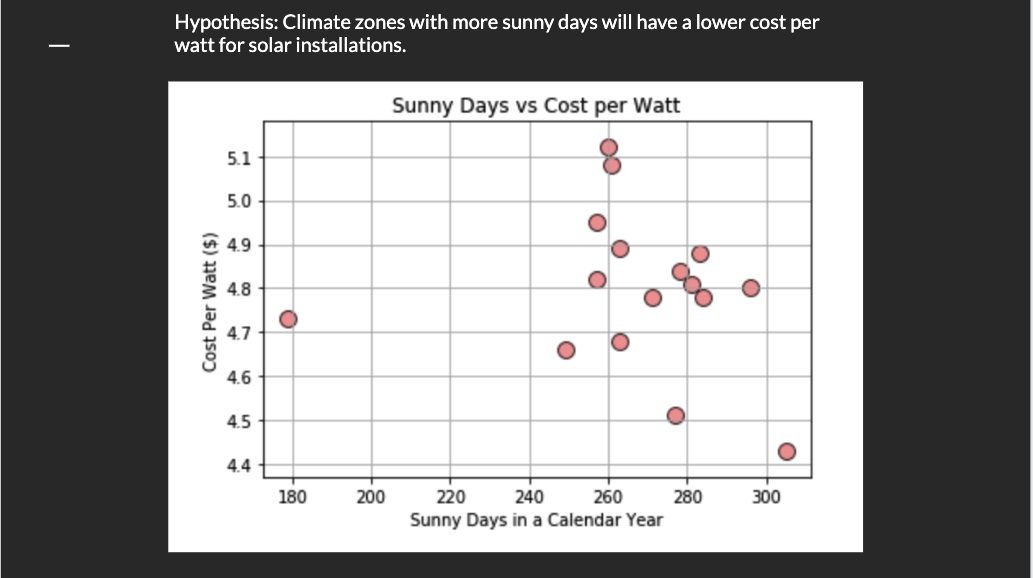 Hypothesis: Climate zones with more sunny days will have a lower cost per
watt for solar installations.
Sunny Days vs Cost per Watt
5.1
5.0
4.9
4.8
4.7
4.6
4.5
4.4
Cost Per Watt ($)
180 200 220 240 260 280 300
Sunny Days in a Calendar Year